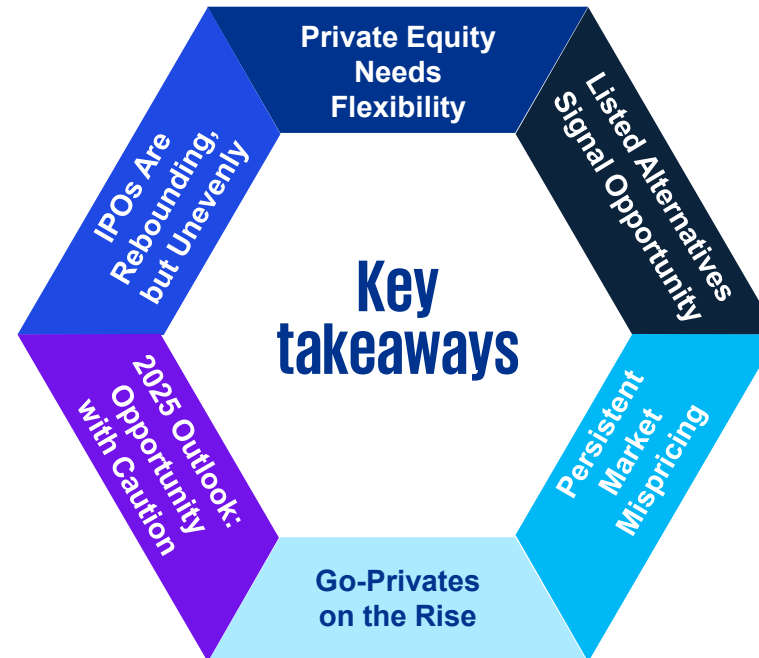 Private Equity
Needs
Flexibility
Listed Alternatives
Signal Opportunity
Persistent
Market
Mispricing
Go-Privates
on the Rise
2025 Outlook:
Opportunity
with Caution
IPOs Are
Rebounding,
but Unevenly
Key
takeaways